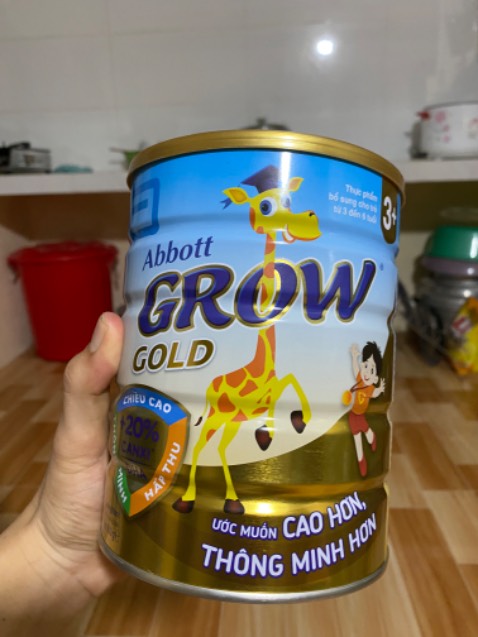 Thực phẩm
bổ sung cho trẻ
từ 3 đến 6 tuổi
3+
Abbott
GROW
GOLD
CHIỀU CAO
+20%
CANXI
HẤP THU
ƯỚC MUỐN CAO HƠN,
THÔNG MINH HƠN